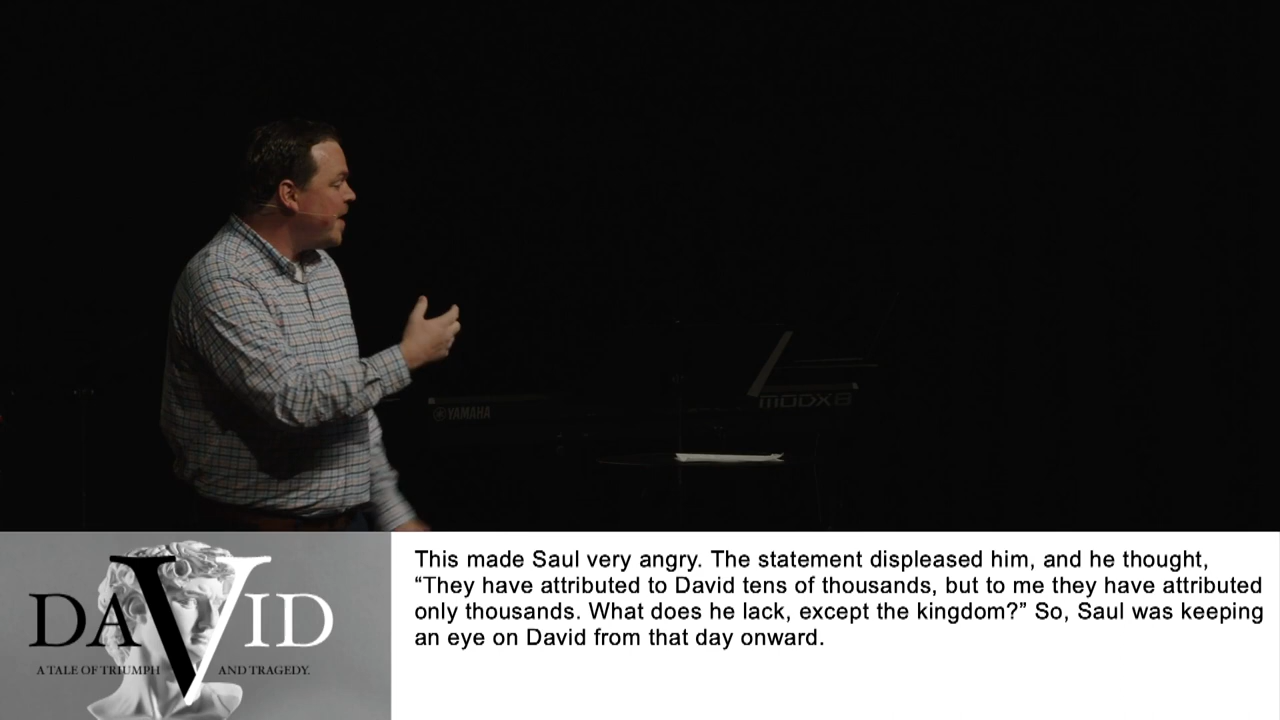 YAMAHA
MODX8
DAVID
A TALE OF TRIUMPH AND TRAGEDY.
This made Saul very angry. The statement displeased him, and he thought,
“They have attributed to David tens of thousands, but to me they have attributed
only thousands. What does he lack, except the kingdom?” So, Saul was keeping
an eye on David from that day onward.